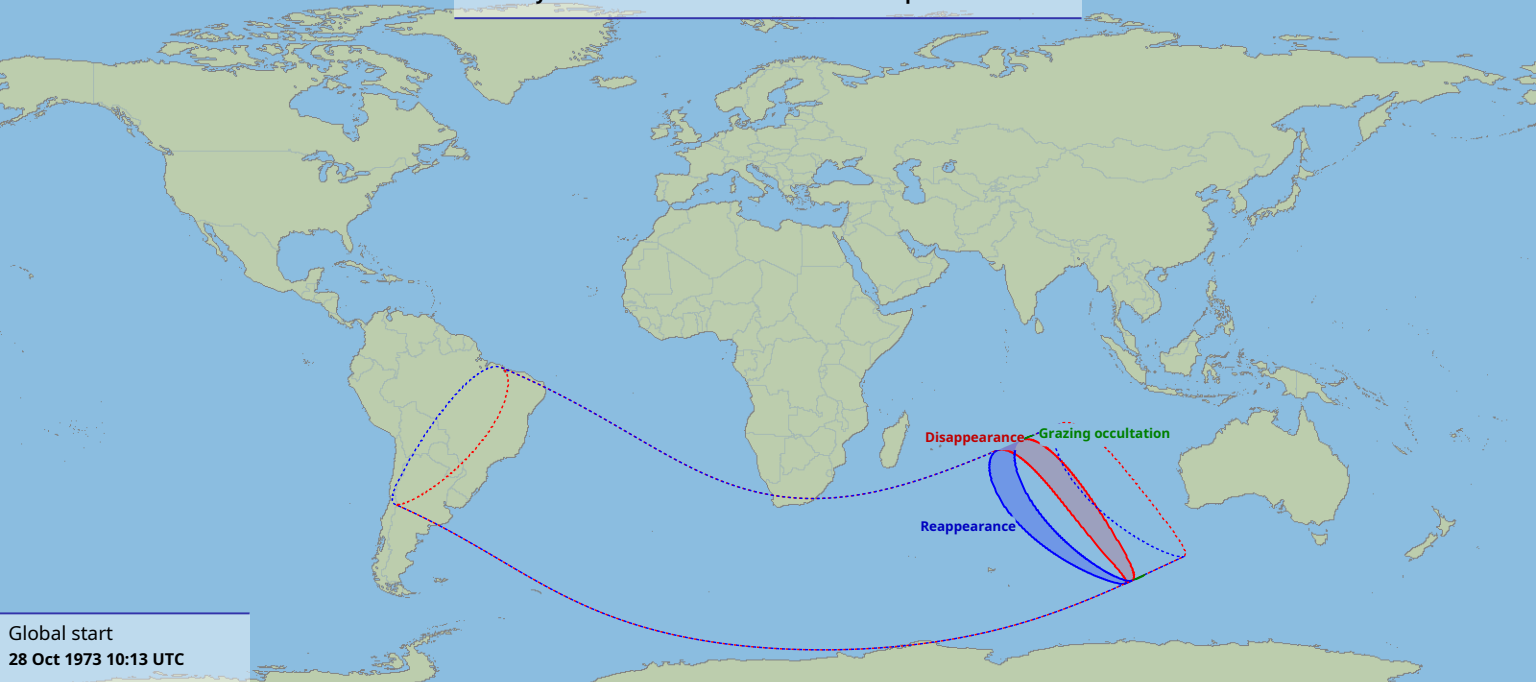 Disappearance
Grazing occultation
Reappearance
Global start
28 Oct 1973 10:13 UTC